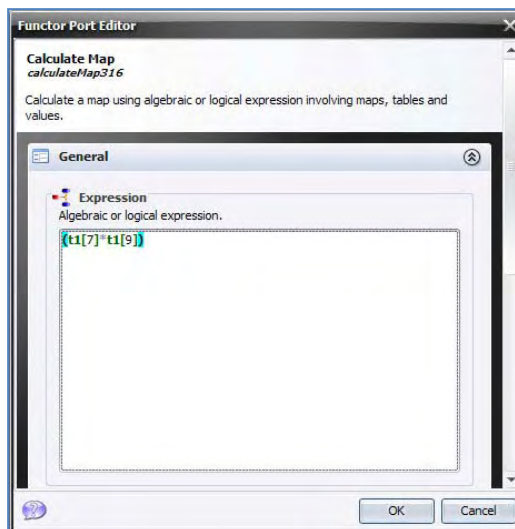 Functor Port Editor
Calculate Map
calculateMap316
Calculate a map using algebraic or logical expression involving maps, tables and
values.
General
Expression
Algebraic or logical expression.
(t1[7]*t1[9])
OK
Cancel